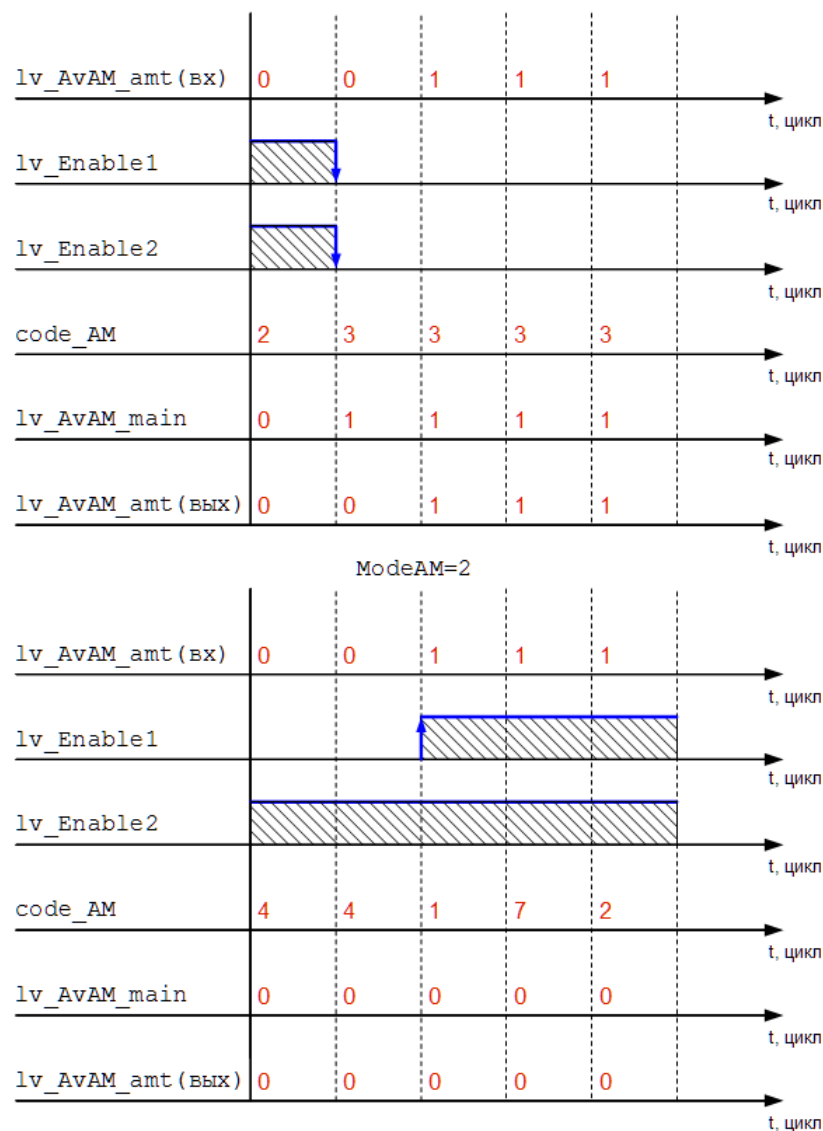 lv_AvAM_amt(вх) 0 0 1 1 1
t, цикл
lv_Enable1
t, цикл
lv_Enable2
t, цикл
code_AM 2 3 3 3 3
t, цикл
lv_AvAM_main 0 1 1 1 1
t, цикл
lv_AvAM_amt(вых) 0 0 1 1 1
t, цикл
ModeAM=2
lv_AvAM_amt(вх) 0 0 1 1 1
t, цикл
lv_Enable1
t, цикл
lv_Enable2
t, цикл
code_AM 4 4 1 7 2
t, цикл
lv_AvAM_main 0 0 0 0 0
t, цикл
lv_AvAM_amt(вых) 0 0 0 0 0
t, цикл